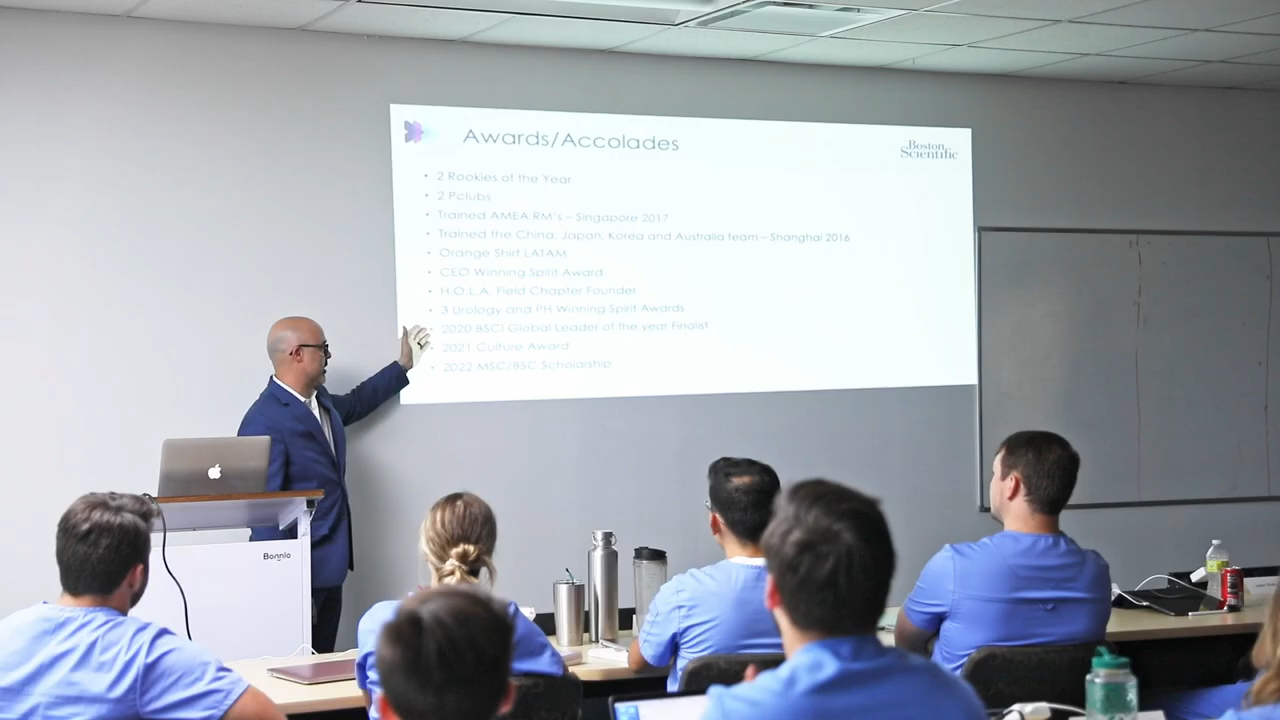 Awards/Accolades
Boston
Scientific
• 2 Rookies of the Year
• 2 Pclubs
• Trained AMEA RM's – Singapore 2017
• Trained the China, Japan, Korea and Australia team – Shanghai 2016
• Orange Shirt LATAM
• CEO Winning Spirit Award
• H.O.L.A. Field Chapter Founder
• 3 Urology and PH Winning Spirit Awards
• 2020 BSCI Global Leader of the year Finalist
• 2021 Culture Award
• 2022 MSC/BSC Scholarship